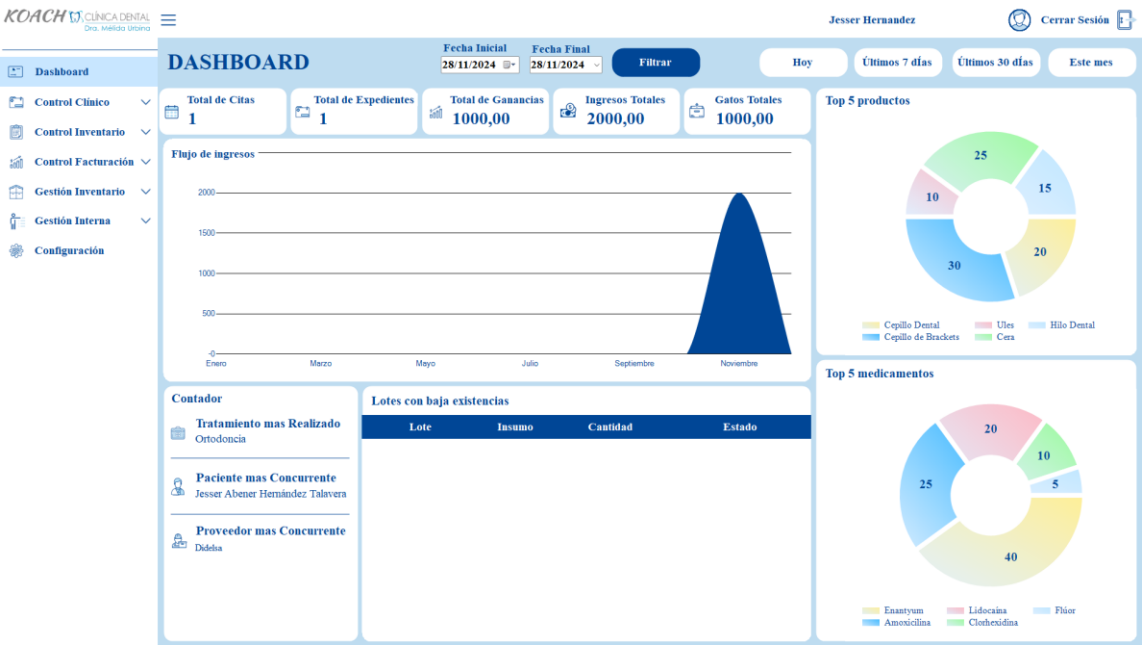 KOACH CLÍNICA DENTAL
Dra. Mélida Urbina
Jesser Hernandez
Cerrar Sesión
Dashboard
Control Clínico
Control Inventario
Control Facturación
Gestión Inventario
Gestión Interna
Configuración
DASHBOARD
Fecha Inicial
28/11/2024
Fecha Final
28/11/2024
Filtrar
Hoy
Últimos 7 días
Últimos 30 días
Este mes
Total de Citas
1
Total de Expedientes
1
Total de Ganancias
1000,00
Ingresos Totales
2000,00
Gatos Totales
1000,00
Flujo de ingresos
2000
1500
1000
500
-0
Enero Marzo Mayo Julio Septiembre Noviembre
Top 5 productos
25
15
10
20
30
Cepillo Dental Ules Hilo Dental
Cepillo de Brackets Cera
Contador
Tratamiento mas Realizado
Ortodoncia
Paciente mas Concurrente
Jesser Abener Hernández Talavera
Proveedor mas Concurrente
Didelsa
Lotes con baja existencias
Lote Insumo Cantidad Estado
Top 5 medicamentos
20
10
25
5
40
Enantyum Lidocaína Flúor
Amoxicilina Clorhexidina